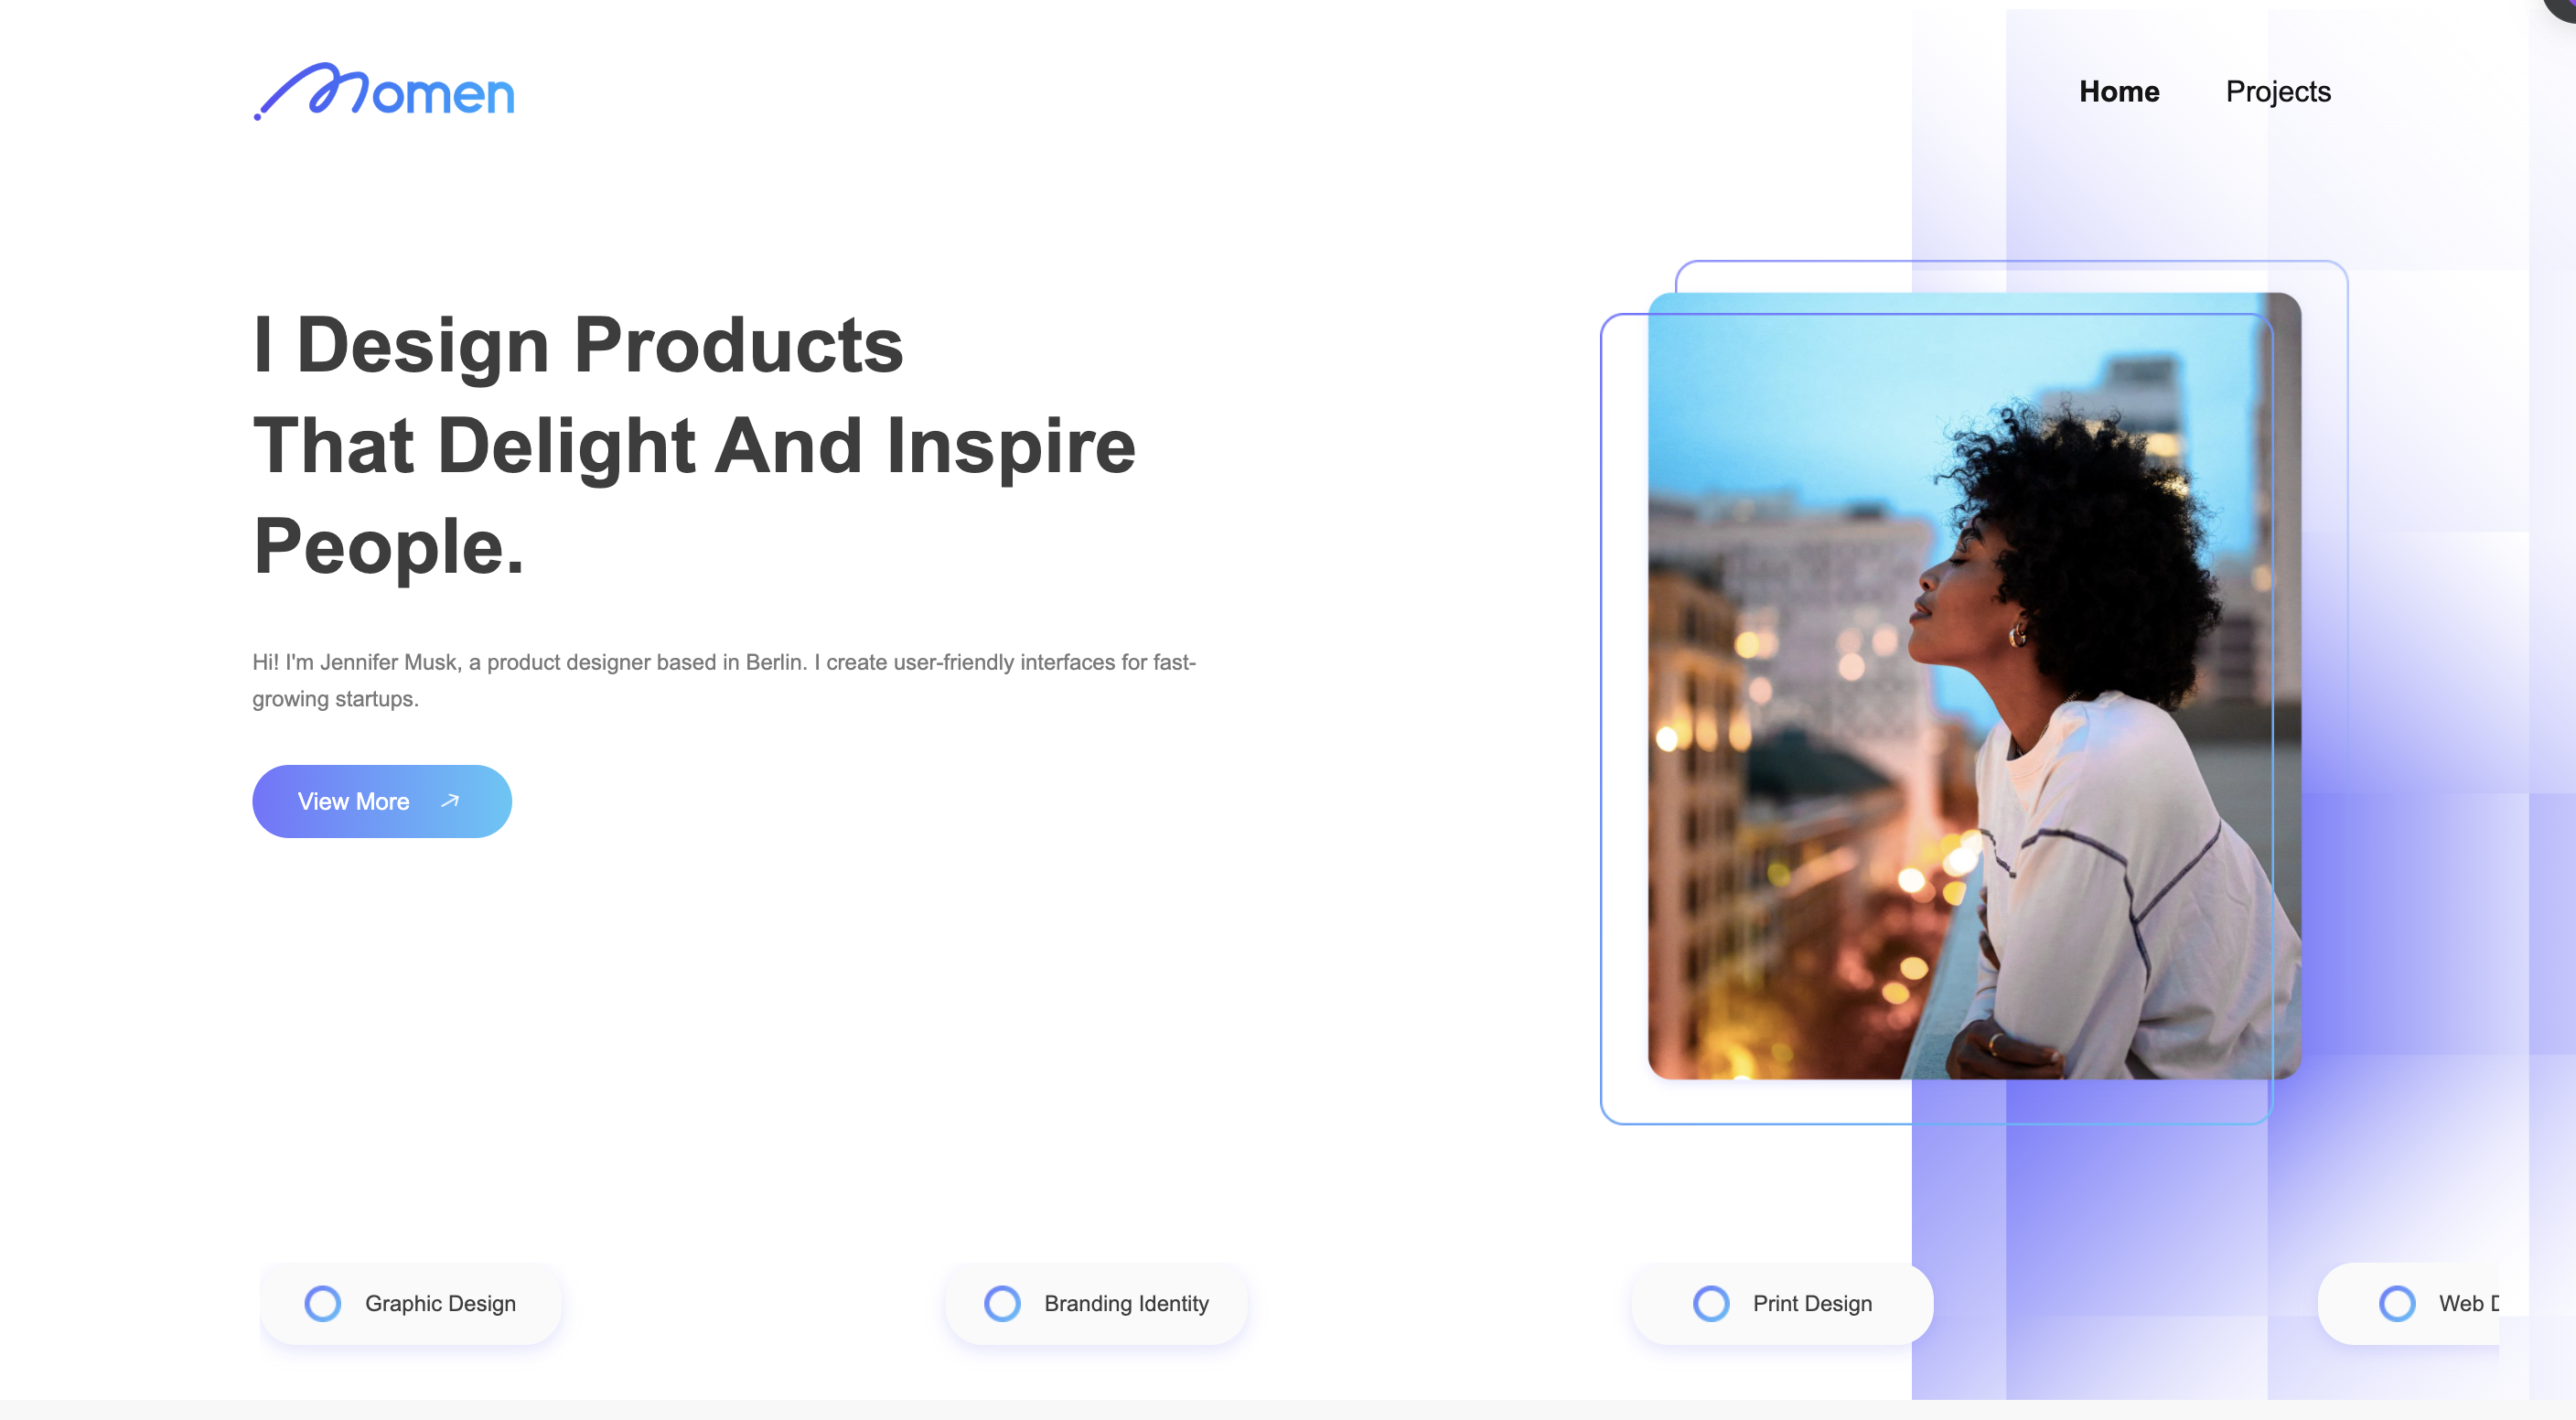 Momen
Home
Projects
I Design Products
That Delight And Inspire
People.
Hi! I'm Jennifer Musk, a product designer based in Berlin. I create user-friendly interfaces for fast-
growing startups.
View More
Graphic Design
Branding Identity
Print Design
Web D